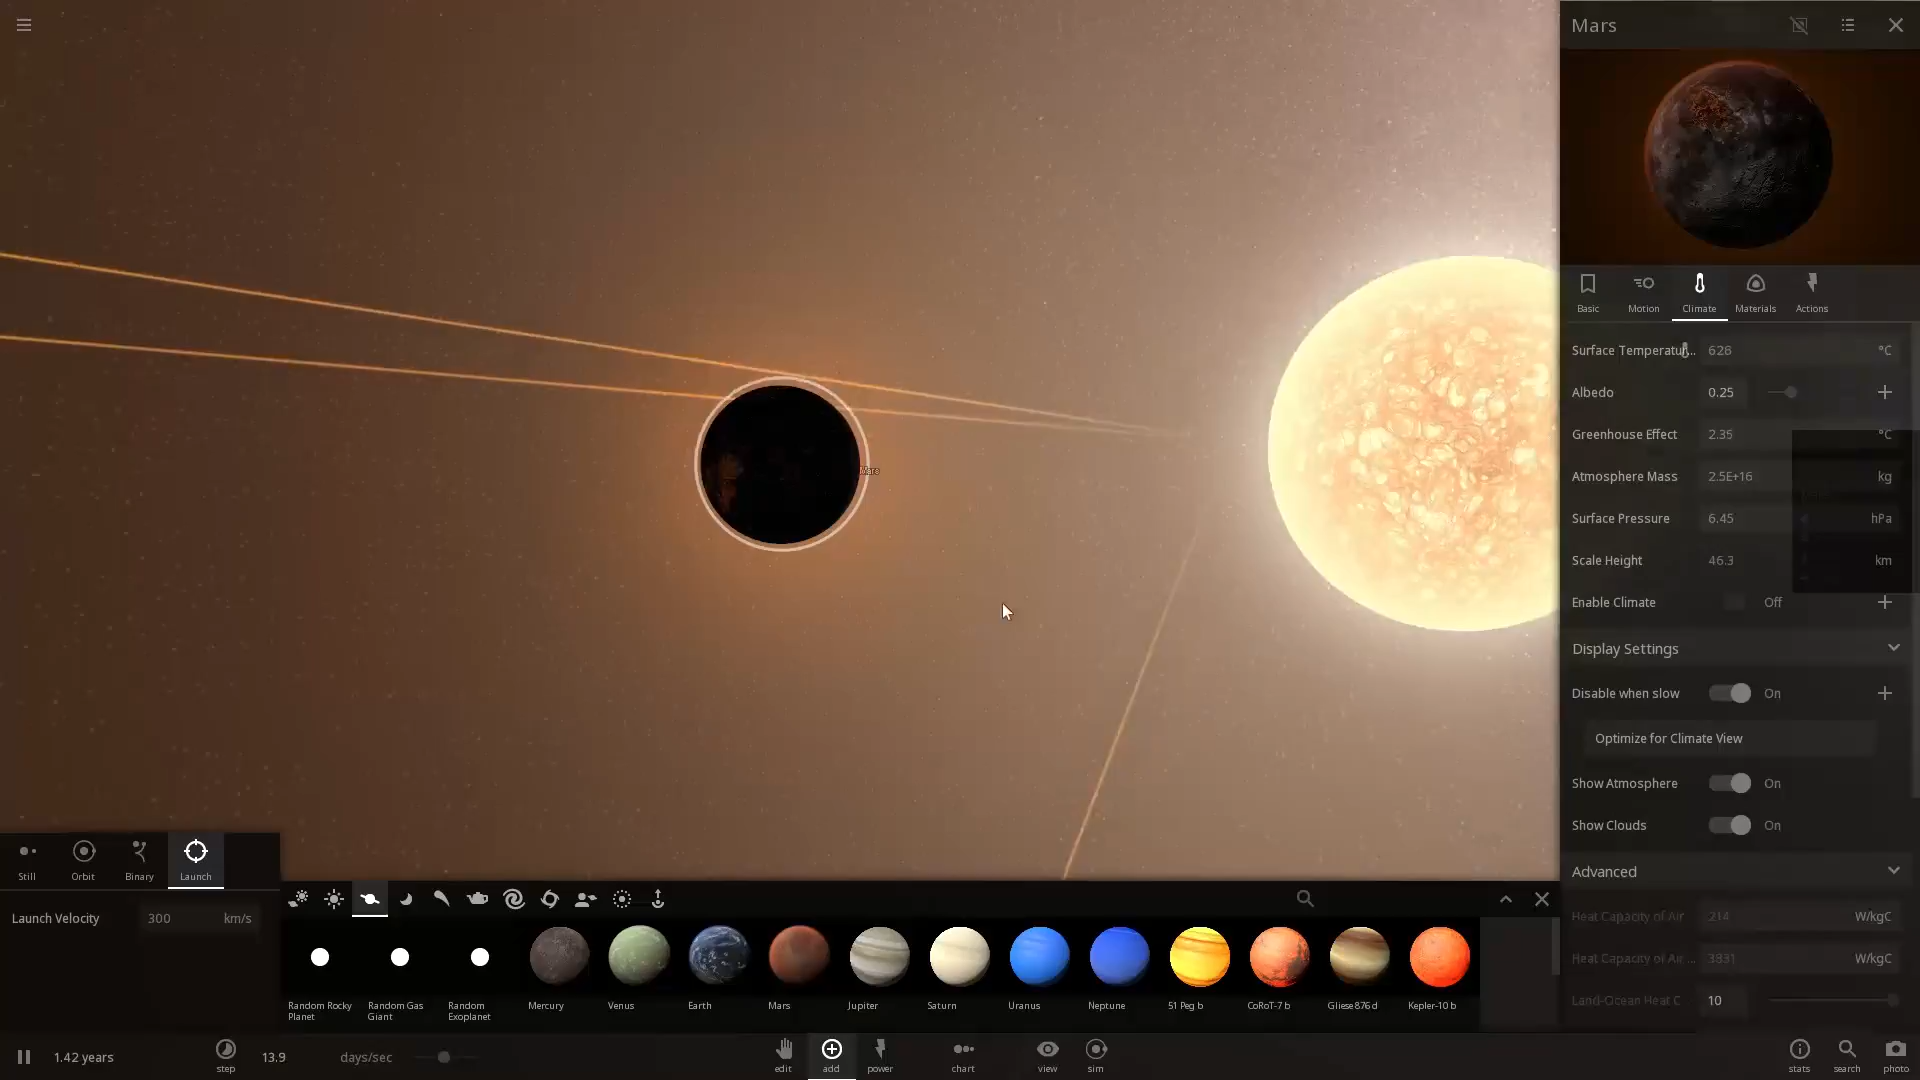 Mars
Basic
Motion
Climate
Materials
Actions
Surface Temperatur... 628 °C
Albedo 0.25
Greenhouse Effect 2.35 °C
Atmosphere Mass 2.5E+16 kg
Surface Pressure 6.45 hPa
Scale Height 46.3 km
Enable Climate Off
Display Settings
Disable when slow On
Optimize for Climate View
Show Atmosphere On
Show Clouds On
Advanced
Heat Capacity of Air 214 W/kgC
Heat Capacity of Air ... 3831 W/kgC
Land-Ocean Heat C 10
Mars
Still
Orbit
Binary
Launch
Launch Velocity 300 km/s
Random Rocky
Planet
Random Gas
Giant
Random
Exoplanet
Mercury
Venus
Earth
Mars
Jupiter
Saturn
Uranus
Neptune
51 Peg b
CoRoT-7 b
Gliese 876 d
Kepler-10 b
1.42 years
step
13.9 days/sec
edit
add
power
chart
view
sim
stats
search
photo